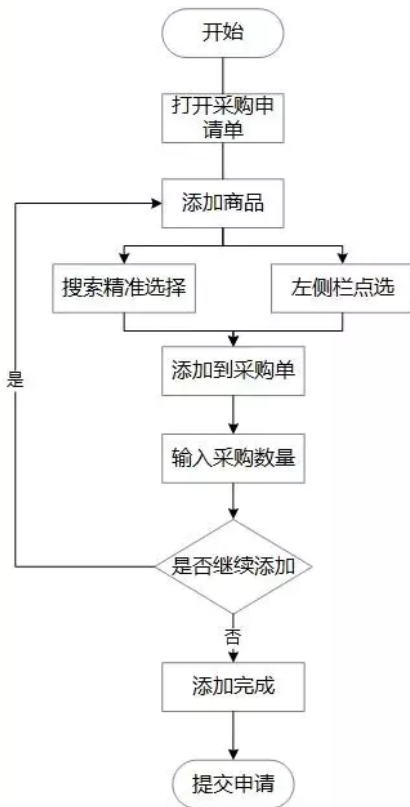 开始
打开采购申
请单
添加商品
搜索精准选择
左侧栏点选
添加到采购单
是
输入采购数量
是否继续添加
否
添加完成
提交申请